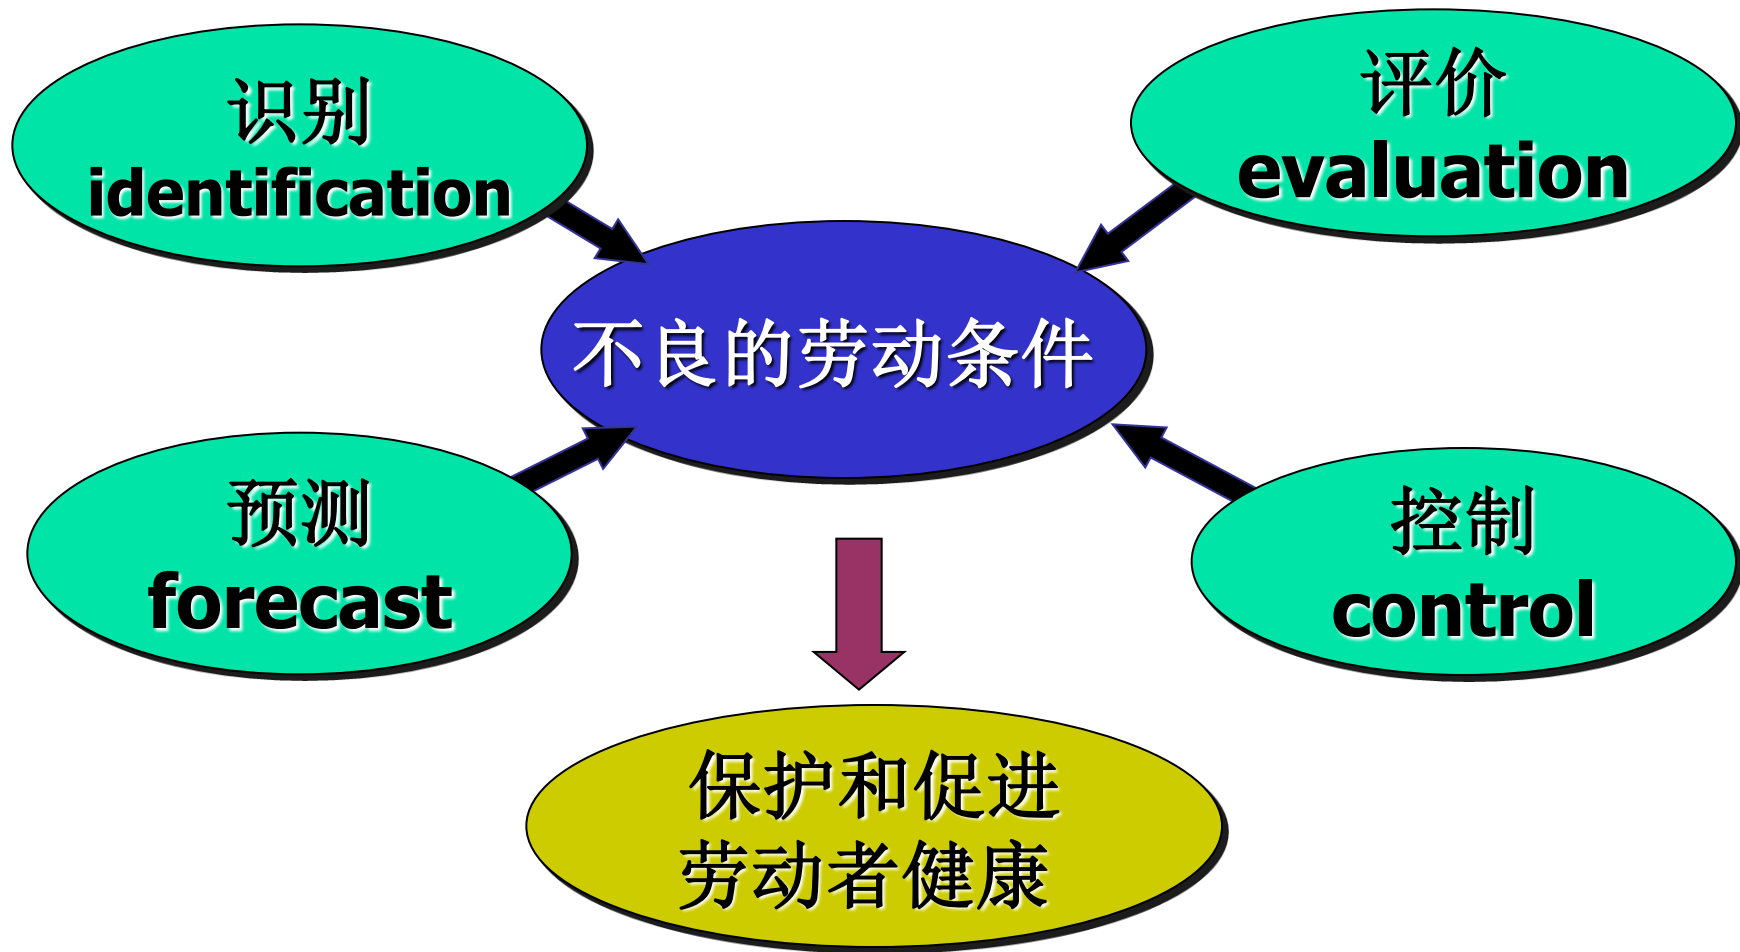 识别
identification
评价
evaluation
不良的劳动条件
预测
forecast
控制
control
保护和促进
劳动者健康